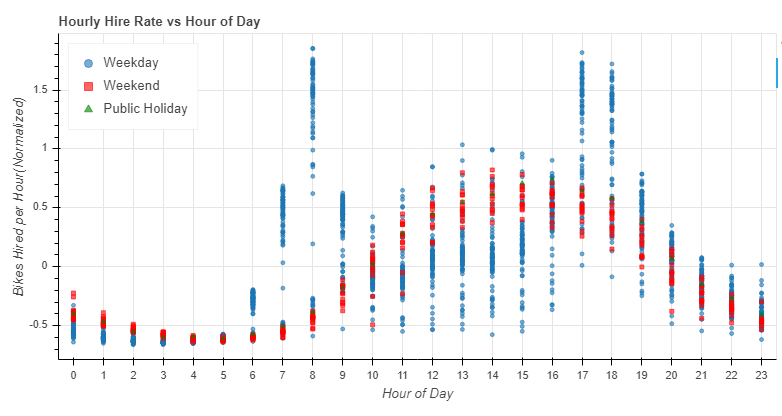 Hourly Hire Rate vs Hour of Day
Weekday
Weekend
Public Holiday
Bikes Hired per Hour(Normalized)
1.5
1
0.5
0
-0.5
0 1 2 3 4 5 6 7 8 9 10 11 12 13 14 15 16 17 18 19 20 21 22 23
Hour of Day